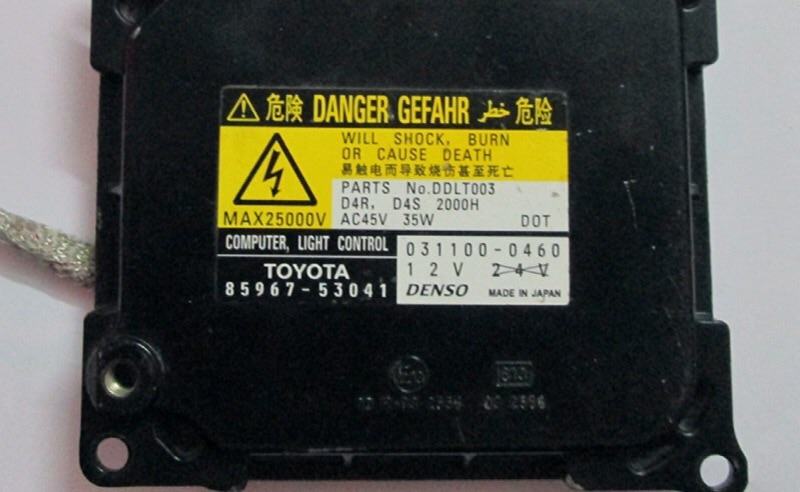 危険 DANGER GEFAHR خطر 危险
WILL SHOCK, BURN
OR CAUSE DEATH
易触电而导致烧伤甚至死亡
MAX25000V
PARTS No.DDLT003
D4R, D4S 2000H
AC45V 35W DOT
COMPUTER, LIGHT CONTROL
TOYOTA
85967-53041
031100-0460
12V 24V
DENSO MADE IN JAPAN